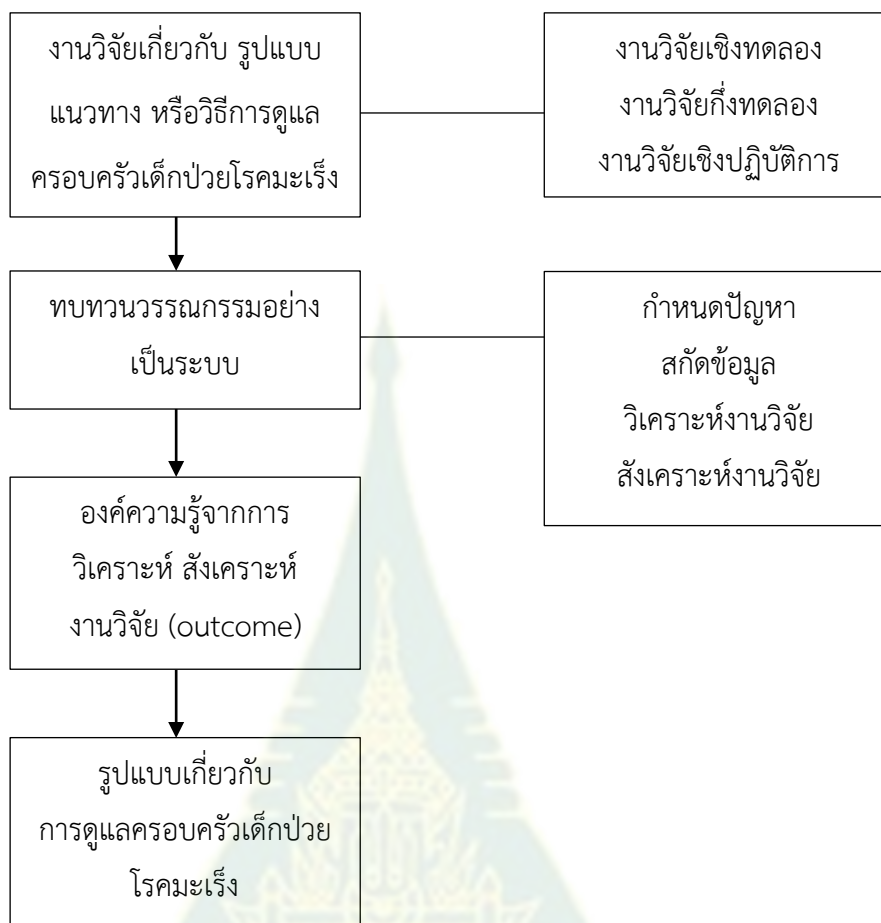 งานวิจัยเกี่ยวกับ รูปแบบ
แนวทาง หรือวิธีการดูแล
ครอบครัวเด็กป่วยโรคมะเร็ง
งานวิจัยเชิงทดลอง
งานวิจัยกึ่งทดลอง
งานวิจัยเชิงปฏิบัติการ
ทบทวนวรรณกรรมอย่าง
เป็นระบบ
กำหนดปัญหา
สกัดข้อมูล
วิเคราะห์งานวิจัย
สังเคราะห์งานวิจัย
องค์ความรู้จากการ
วิเคราะห์ สังเคราะห์
งานวิจัย (outcome)
รูปแบบเกี่ยวกับ
การดูแลครอบครัวเด็กป่วย
โรคมะเร็ง